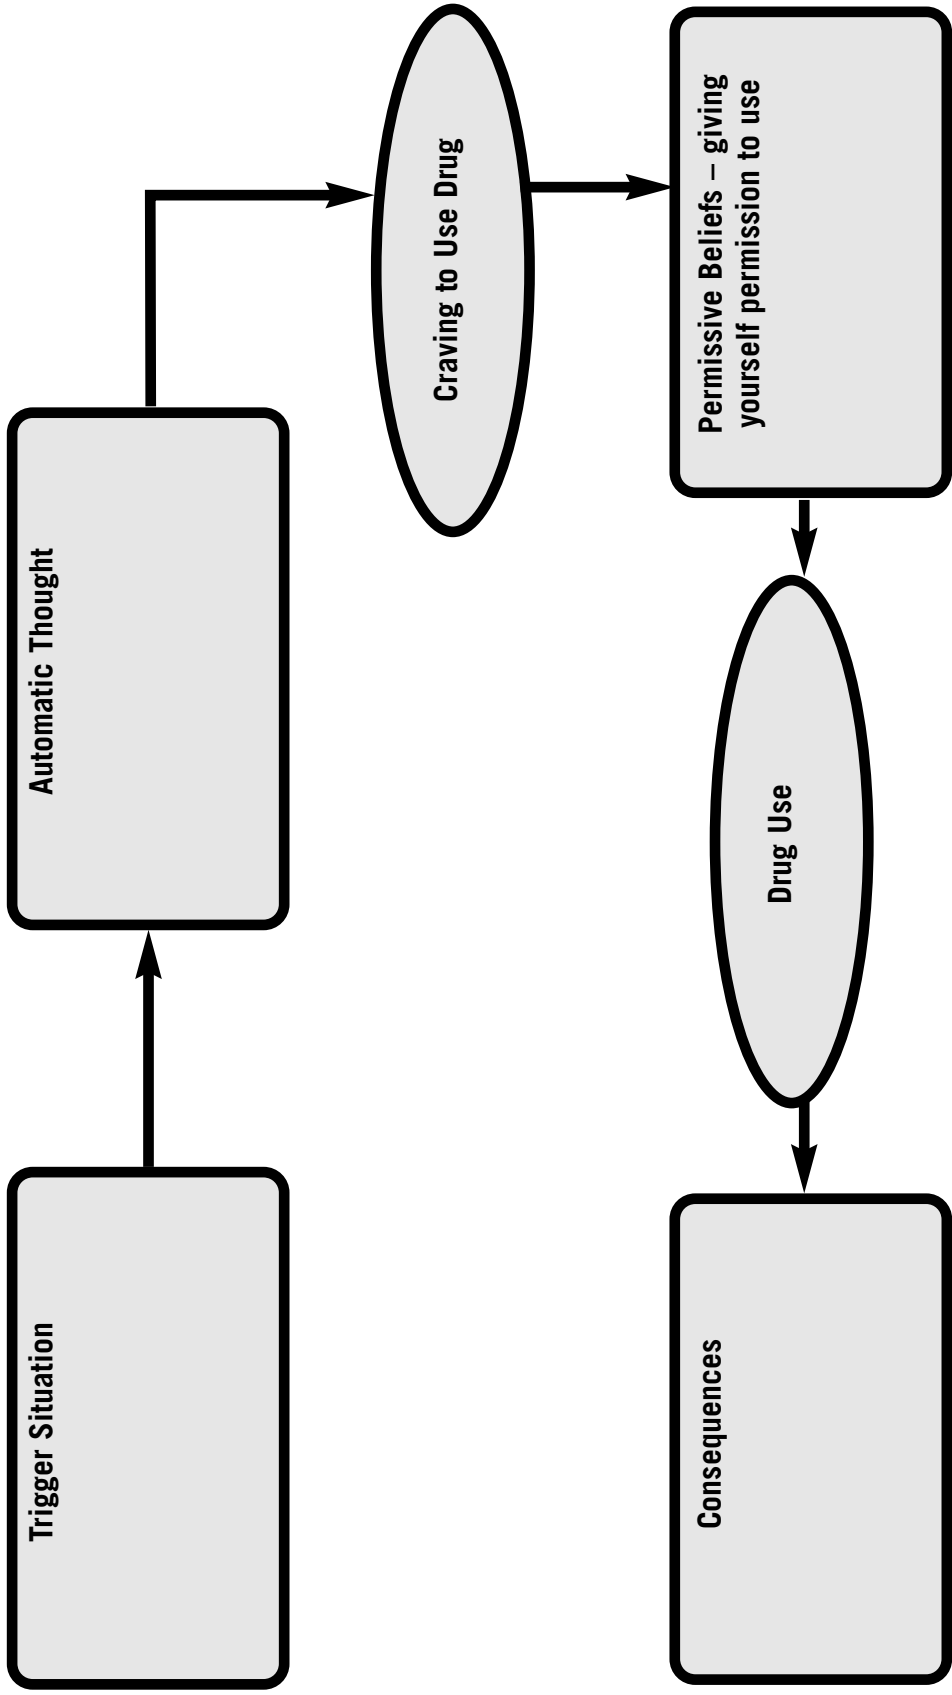 Trigger Situation
Automatic Thought
Craving to Use Drug
Permissive Beliefs – giving
yourself permission to use
Drug Use
Consequences